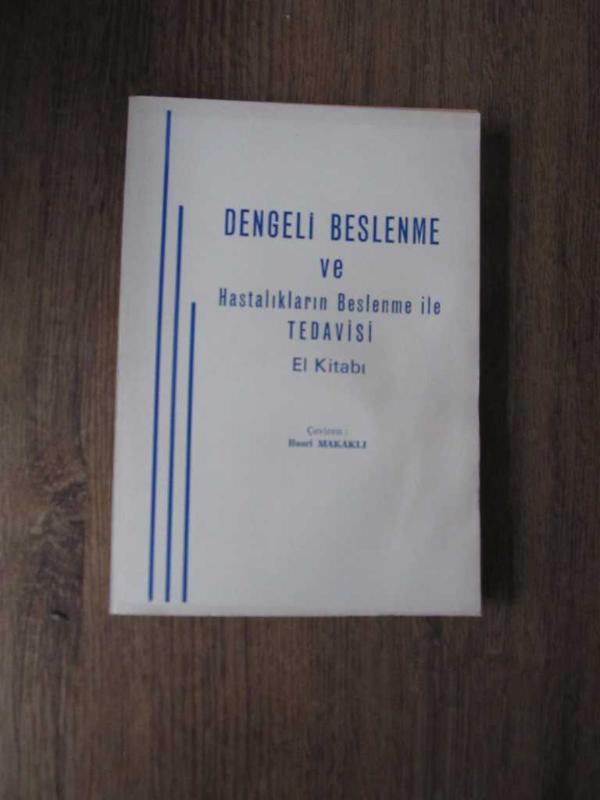 DENGELİ BESLENME
ve
Hastalıkların Beslenme ile
TEDAVİSİ
El Kitabı
Çeviren :
MAKAKLI